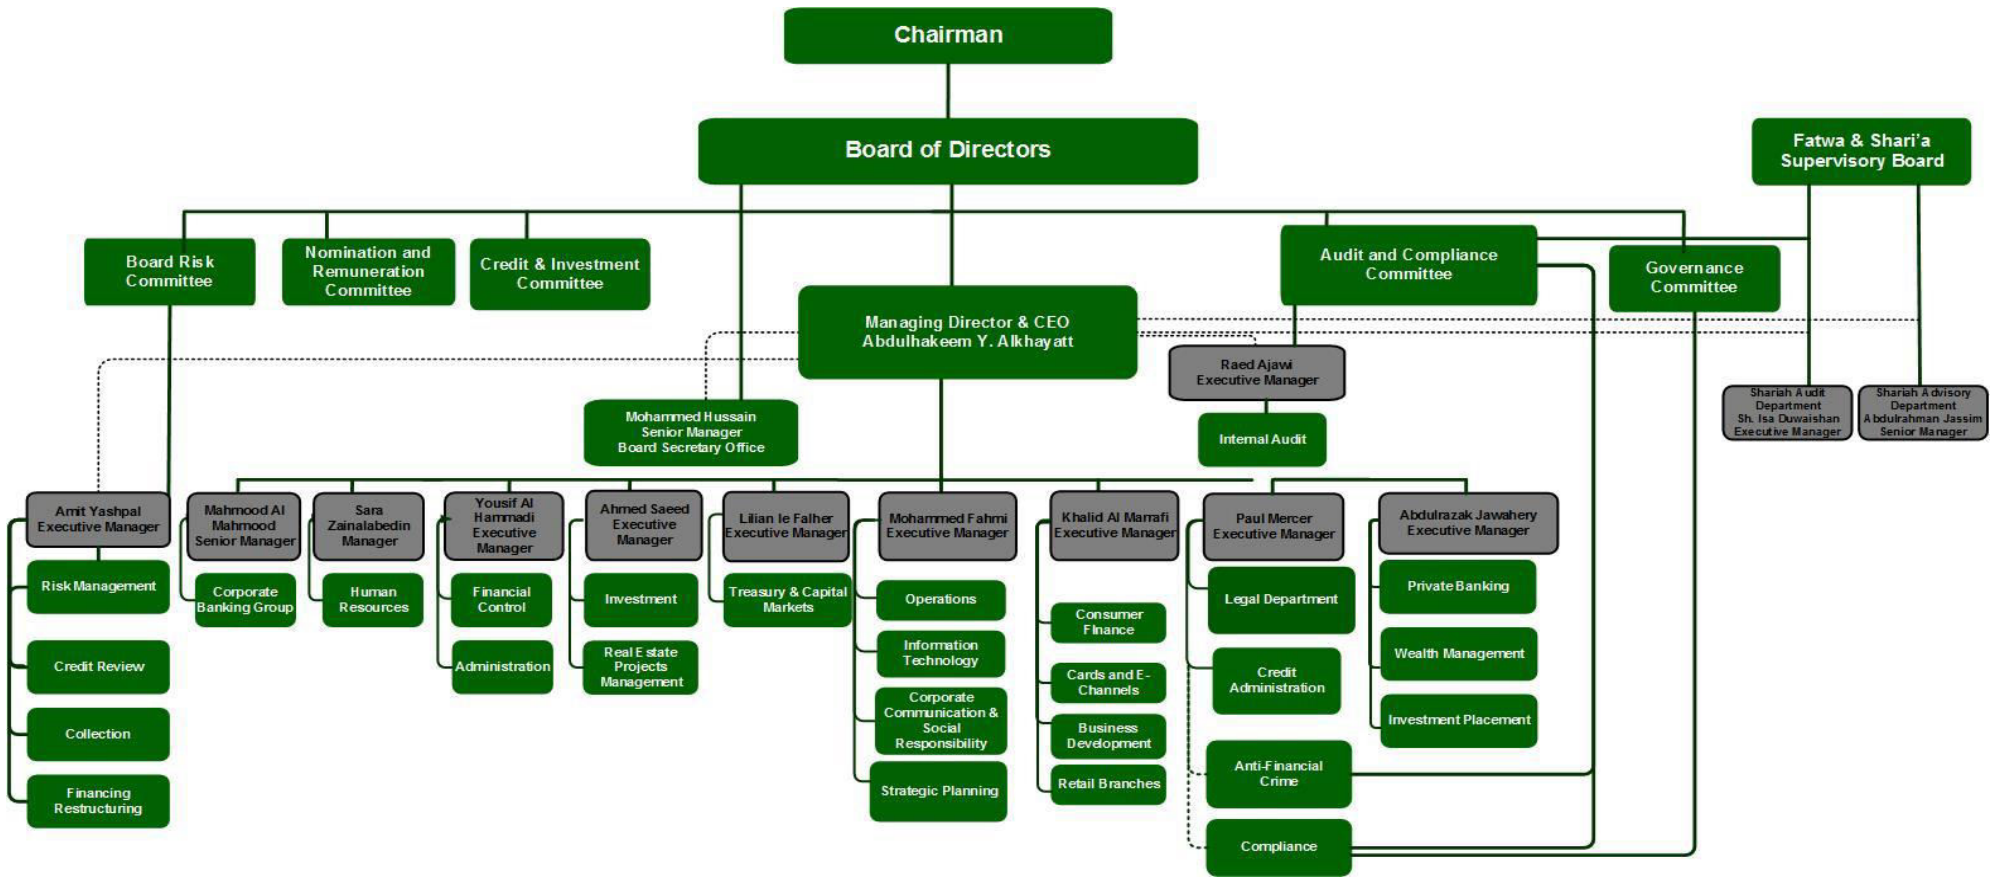 Chairman
Board of Directors
Fatwa & Shari'a
Supervisory Board
Board Risk
Committee
Nomination and
Remuneration
Committee
Credit & Investment
Committee
Audit and Compliance
Committee
Governance
Committee
Managing Director & CEO
Abdulhakeem Y. Alkhayatt
Raed Ajawi
Executive Manager
Internal Audit
Shariah Audit
Department
Sh. Isa Duwaishan
Executive Manager
Shariah Advisory
Department
Abdulrahman Jassim
Senior Manager
Mohammed Hussain
Senior Manager
Board Secretary Office
Amit Yashpal
Executive Manager
Risk Management
Credit Review
Collection
Financing
Restructuring
Mahmood Al
Mahmood
Senior Manager
Corporate
Banking Group
Sara
Zainalabedin
Manager
Human
Resources
Yousif Al
Hammadi
Executive
Manager
Financial
Control
Administration
Ahmed Saeed
Executive
Manager
Investment
Real Estate
Projects
Management
Lilian le Falher
Executive Manager
Treasury & Capital
Markets
Mohammed Fahmi
Executive Manager
Operations
Information
Technology
Corporate
Communication &
Social
Responsibility
Strategic Planning
Khalid Al Marrafi
Executive Manager
Consumer
FInance
Cards and E-
Channels
Business
Development
Retail Branches
Paul Mercer
Executive Manager
Legal Department
Credit
Administration
Anti-Financial
Crime
Compliance
Abdulrazak Jawahery
Executive Manager
Private Banking
Wealth Management
Investment Placement